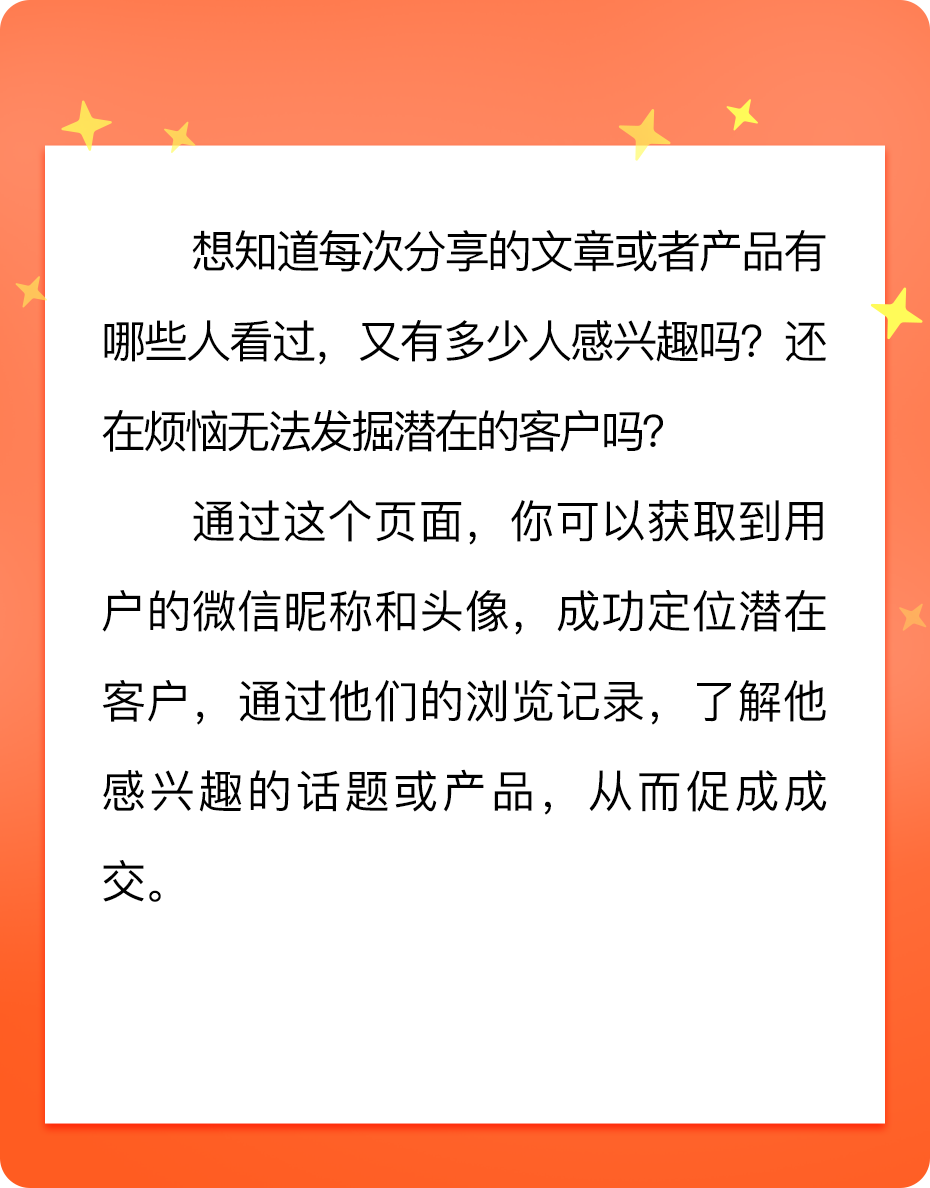 想知道每次分享的文章或者产品有
哪些人看过，又有多少人感兴趣吗？还
在烦恼无法发掘潜在的客户吗？
通过这个页面，你可以获取到用
户的微信昵称和头像，成功定位潜在
客户，通过他们的浏览记录，了解他
感兴趣的话题或产品，从而促成成
交。